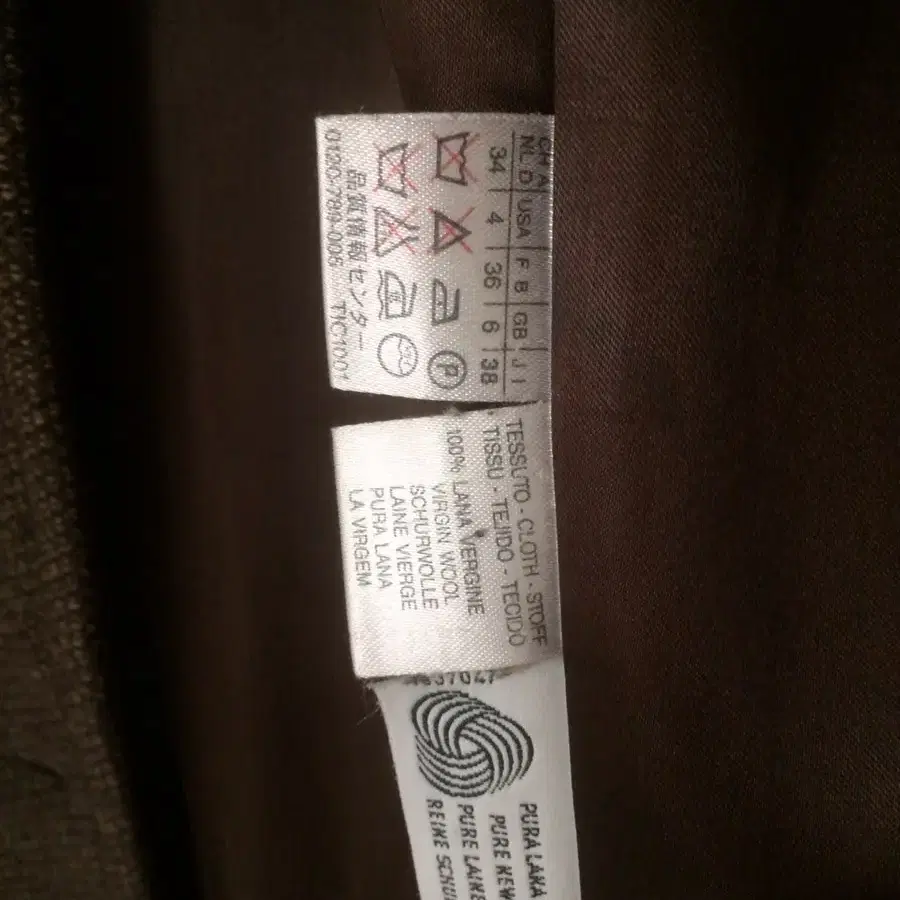 CH A
NL D USA F B GB J I
34 4 36 6 38
P
品質情報センター
0120-789-006 TIC1001
TESSUTO - CLOTH - STOFF
- TISSU - TEJIDO - TECIDO
100% LANA VERGINE
VIRGIN WOOL
SCHURWOLLE
LAINE VIERGE
PURA LANA
LA VIRGEM
PURA LANA
PURE NEW
PURE LAINE
REINE SCHU